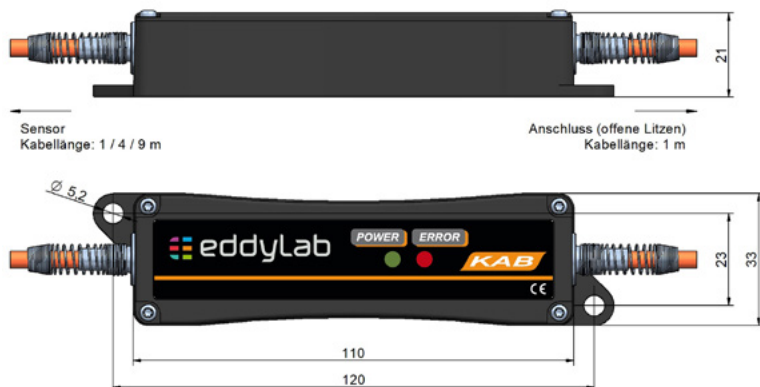 21
Sensor
Kabellänge: 1 / 4 / 9 m
Anschluss (offene Litzen)
Kabellänge: 1 m
Ø 5,2
eddylab
POWER
ERROR
KAB
CE
23
33
110
120